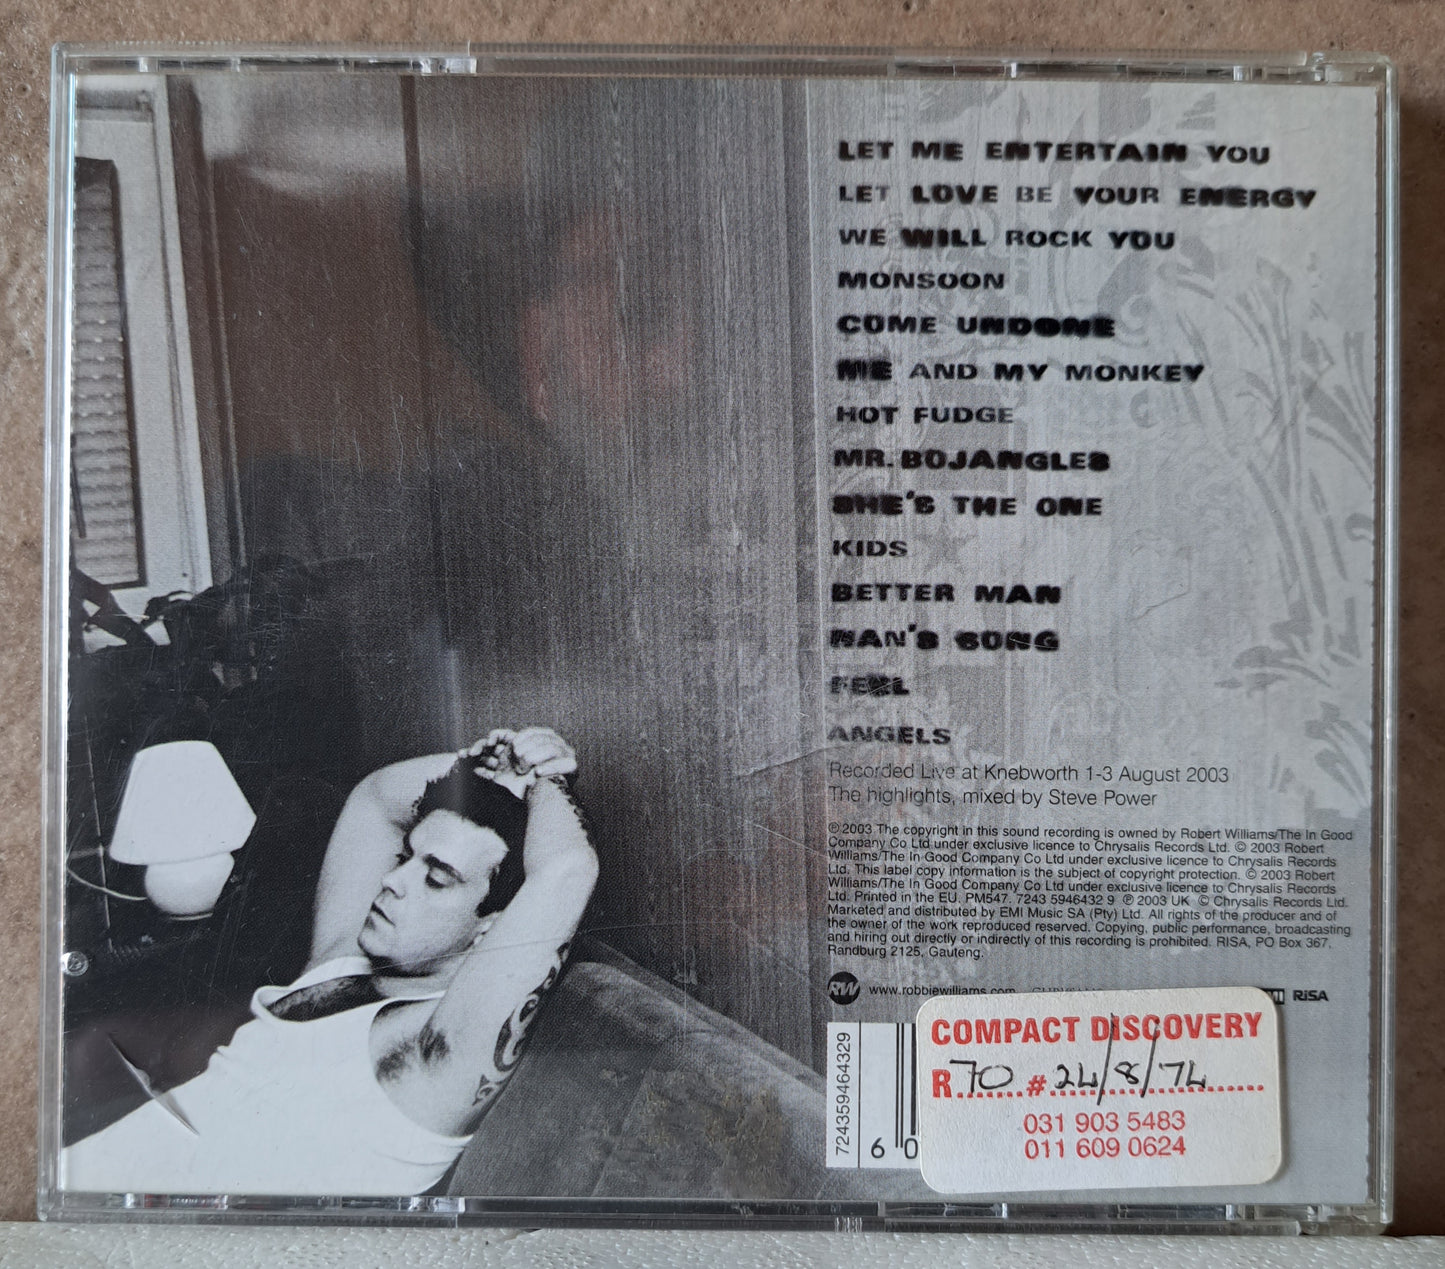 LET ME ENTERTAIN YOU
LET LOVE BE YOUR ENERGY
WE WILL ROCK YOU
MONSOON
COME UNDONE
ME AND MY MONKEY
HOT FUDGE
MR. BOJANGLES
SHE'S THE ONE
KIDS
BETTER MAN
NAN'S SONG
FEEL
ANGELS
Recorded Live at Knebworth 1-3 August 2003
The highlights, mixed by Steve Power
℗ 2003 The copyright in this sound recording is owned by Robert Williams/The In Good
Company Co Ltd under exclusive licence to Chrysalis Records Ltd. © 2003 Robert
Williams/The In Good Company Co Ltd under exclusive licence to Chrysalis Records
Ltd. This label copy information is the subject of copyright protection. © 2003 Robert
Williams/The In Good Company Co Ltd under exclusive licence to Chrysalis Records
Ltd. Printed in the EU. PM547. 7243 5946432 9 ℗ 2003 UK © Chrysalis Records Ltd.
Marketed and distributed by EMI Music SA (Pty) Ltd. All rights of the producer and of
the owner of the work reproduced reserved. Copying, public performance, broadcasting
and hiring out directly or indirectly of this recording is prohibited. RISA, PO Box 367,
Randburg 2125, Gauteng.
RW www.robbiewilliams.com RiSA
724359464329
6 0
COMPACT DISCOVERY
R 70 # 24/8/74
031 903 5483
011 609 0624